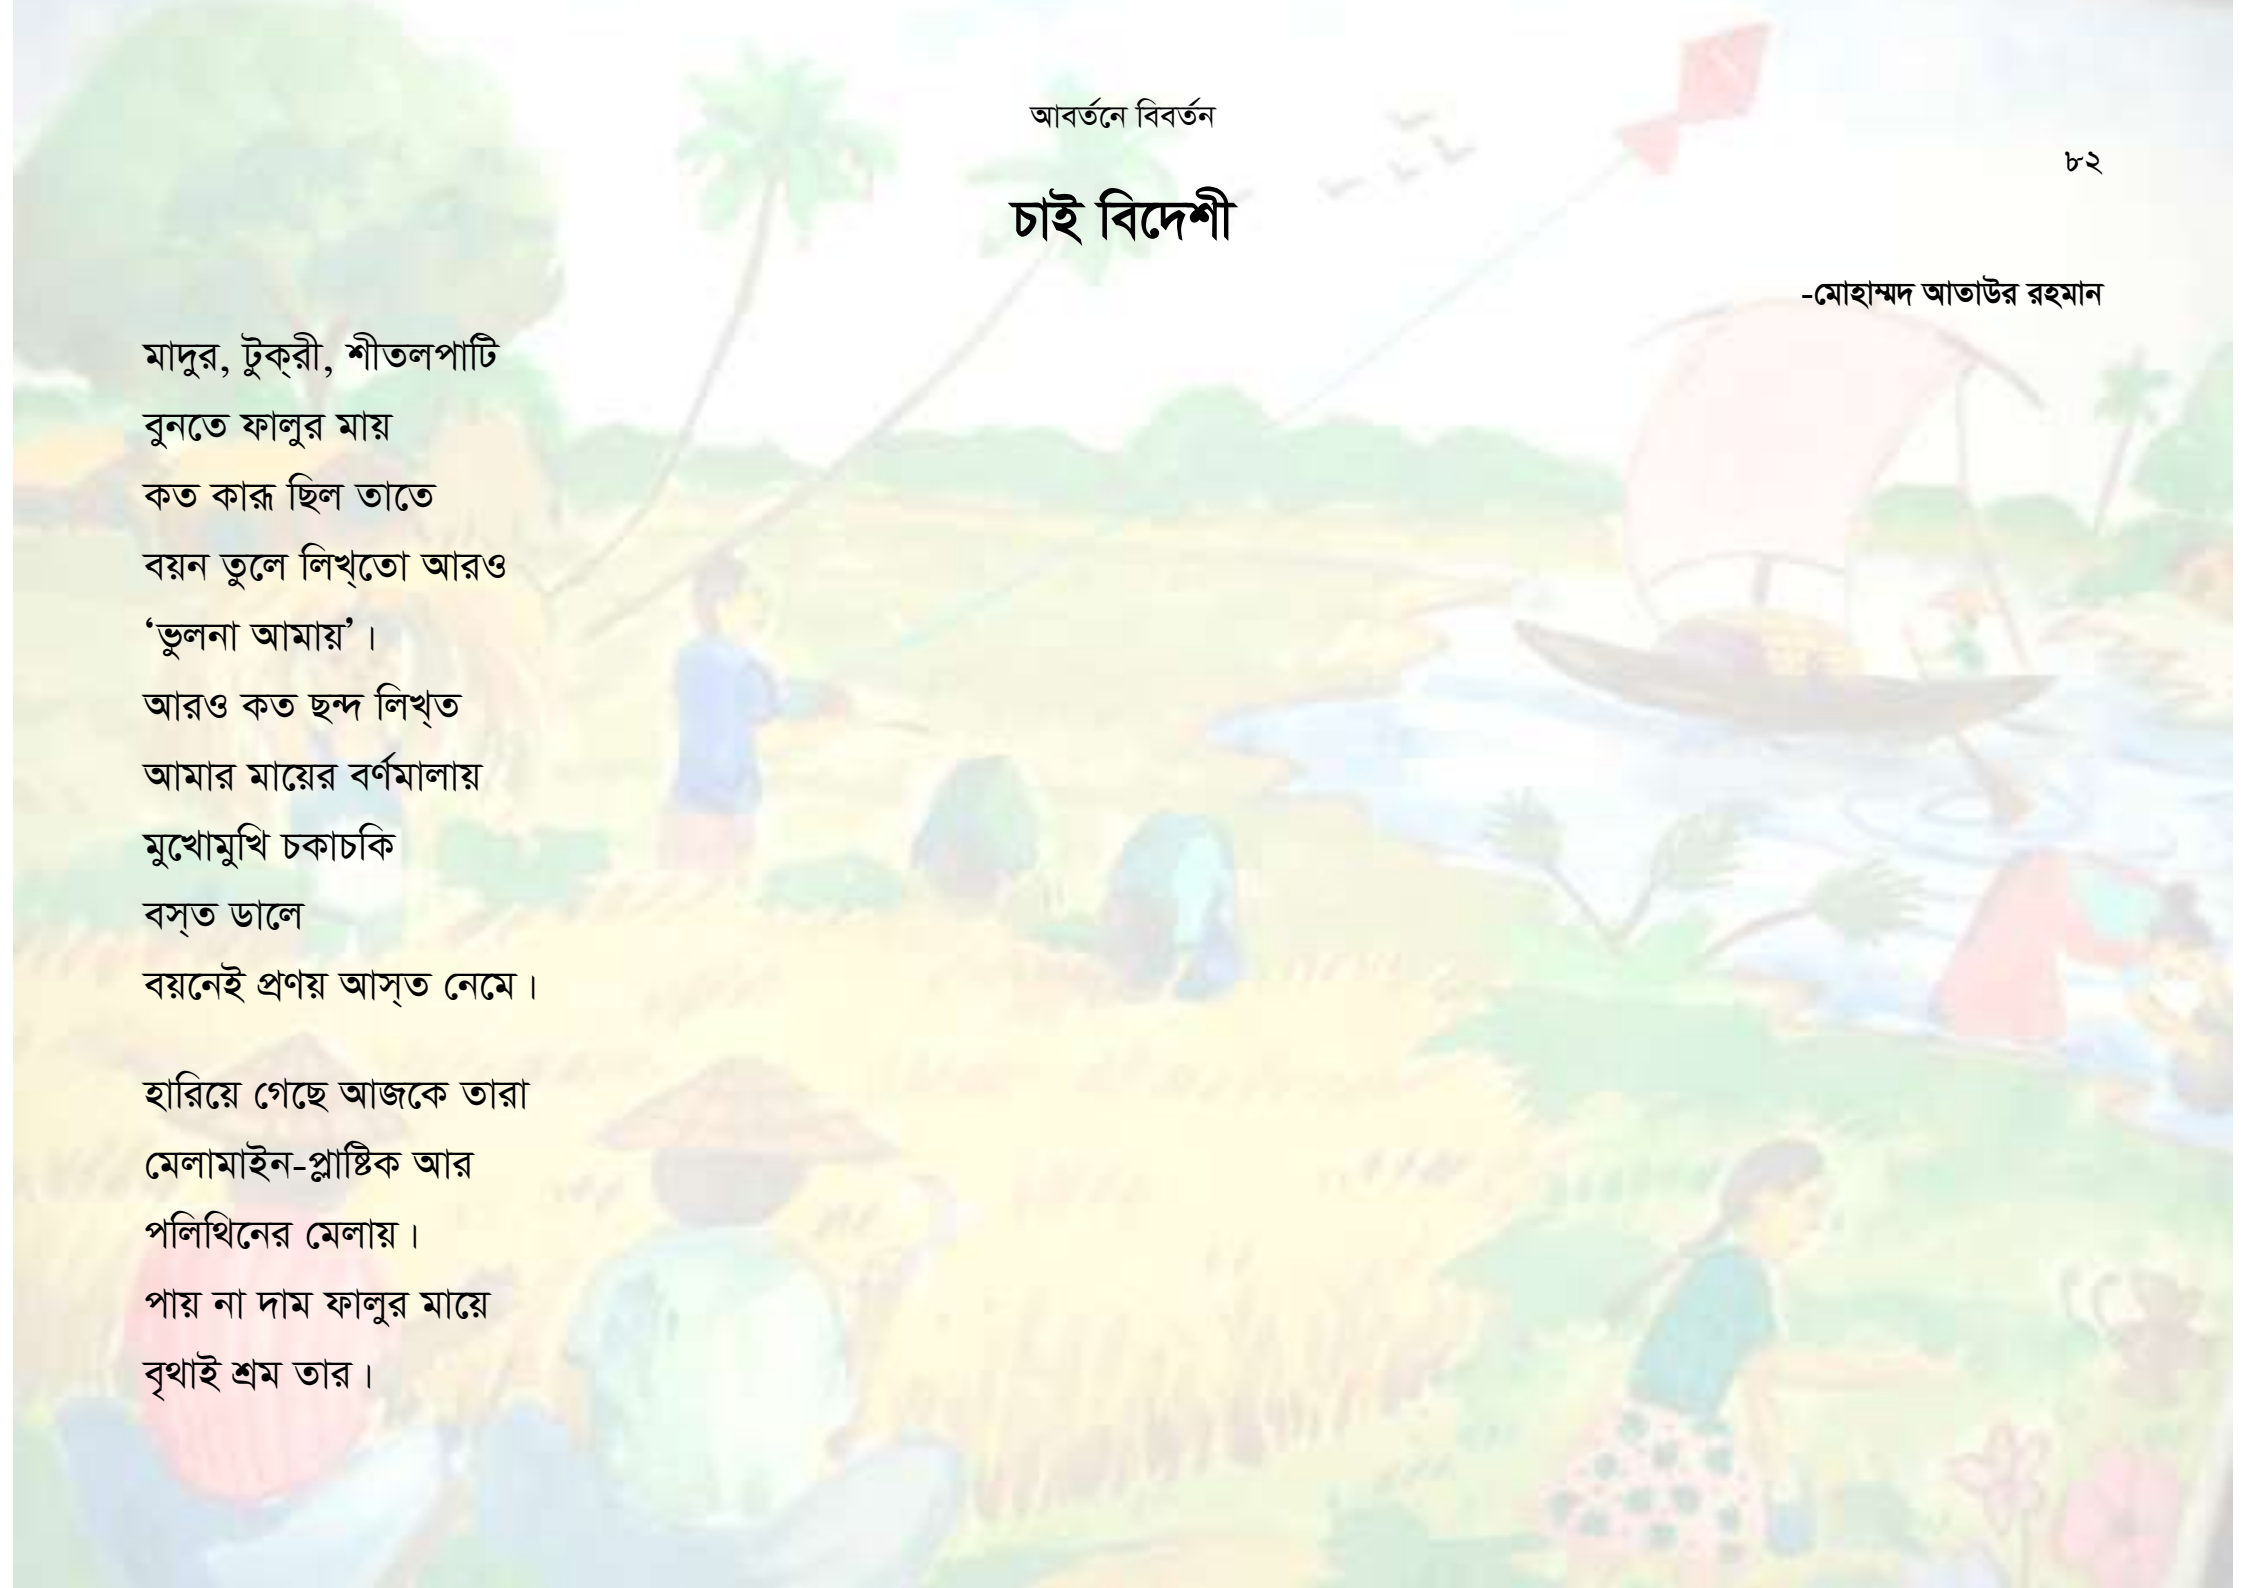 আবর্তনে বিবর্তন
৮২
চাই বিদেশী
-মোহাম্মদ আতাউর রহমান
মাদুর, টুক্‌রী, শীতলপাটি
বুনতে ফালুর মায়
কত কারূ ছিল তাতে
বয়ন তুলে লিখ্‌তো আরও
‘ভুলনা আমায়’।
আরও কত ছন্দ লিখ্‌ত
আমার মায়ের বর্ণমালায়
মুখোমুখি চকাচকি
বস্‌ত ডালে
বয়নেই প্রণয় আস্‌ত নেমে।
হারিয়ে গেছে আজকে তারা
মেলামাইন-প্লাষ্টিক আর
পলিথিনের মেলায়।
পায় না দাম ফালুর মায়ে
বৃথাই শ্রম তার।